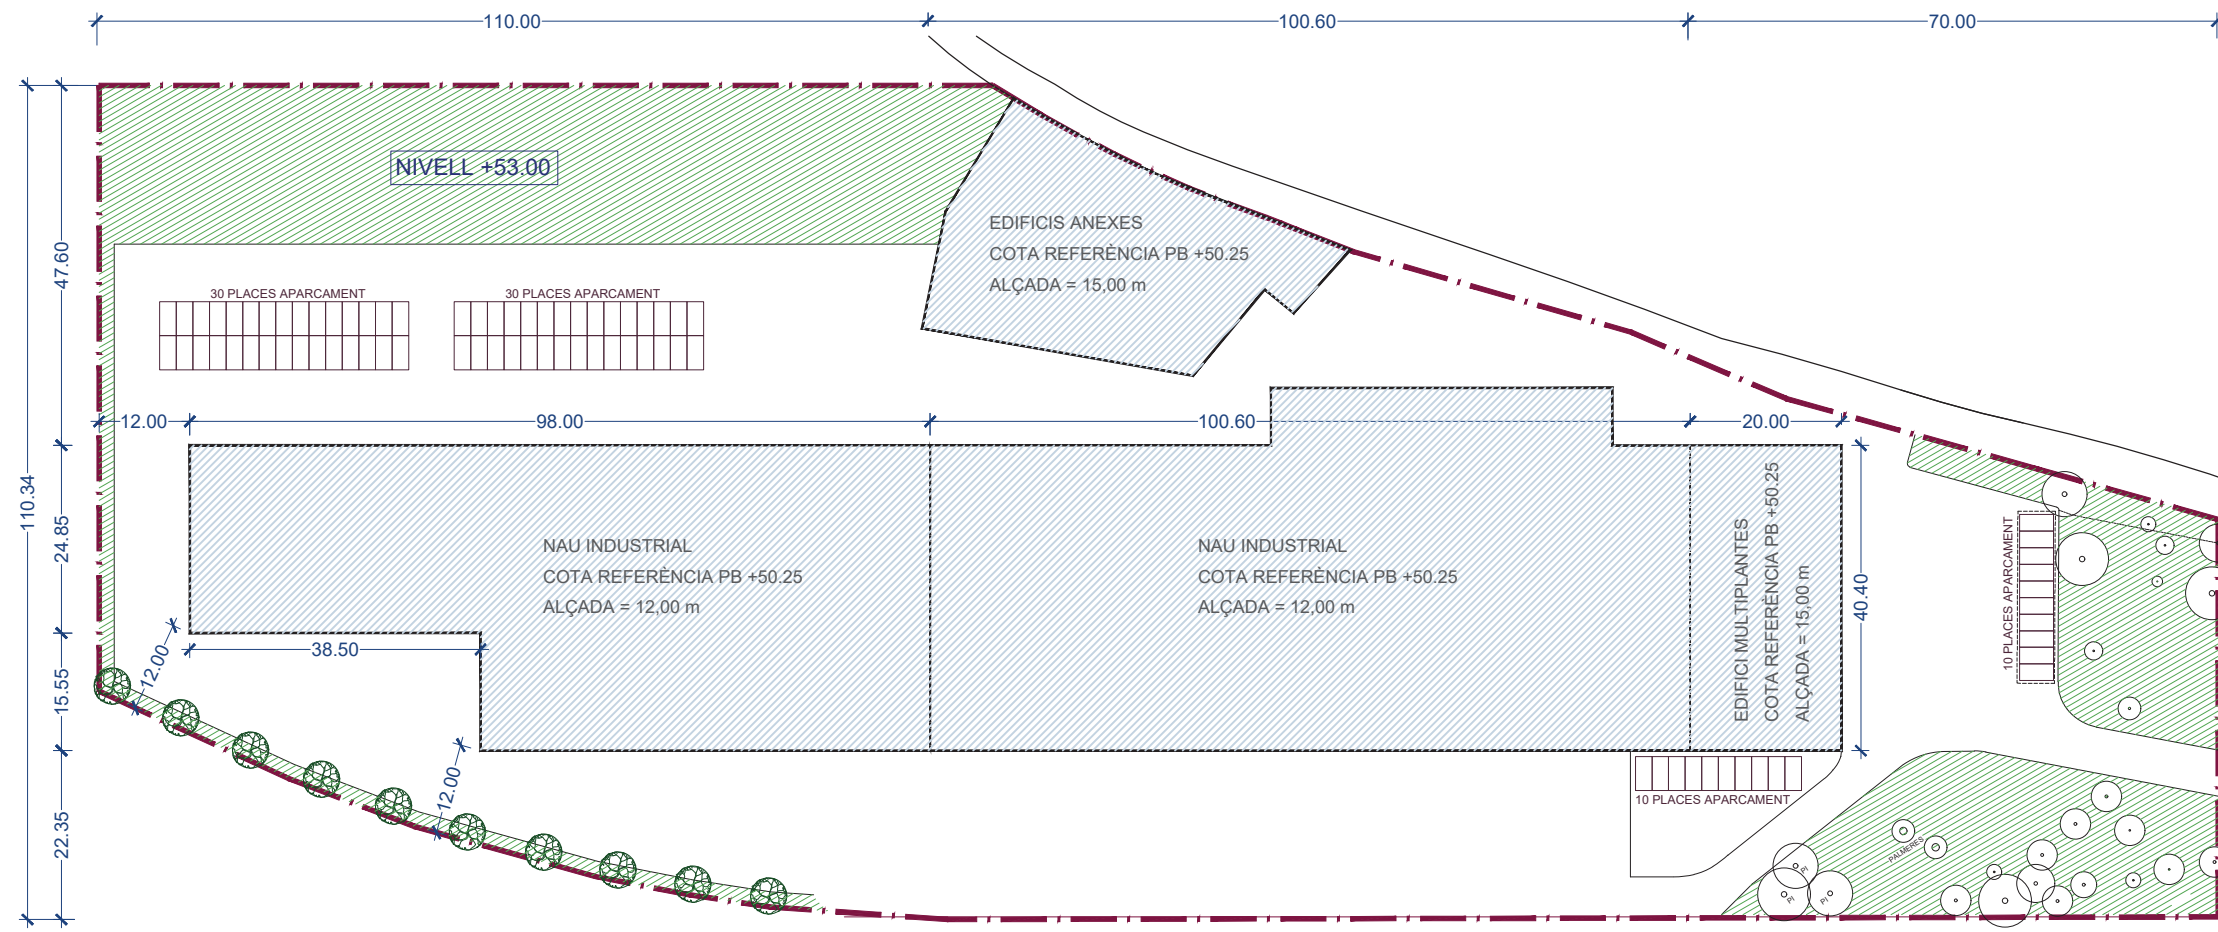 110.00
100.60
70.00
NIVELL +53.00
47.60
EDIFICIS ANEXES
COTA REFERÈNCIA PB +50.25
ALÇADA = 15,00 m
30 PLACES APARCAMENT
30 PLACES APARCAMENT
12.00
98.00
100.60
20.00
110.34
24.85
NAU INDUSTRIAL
COTA REFERÈNCIA PB +50.25
ALÇADA = 12,00 m
NAU INDUSTRIAL
COTA REFERÈNCIA PB +50.25
ALÇADA = 12,00 m
EDIFICI MULTIPLANTES
COTA REFERÈNCIA PB +50.25
ALÇADA = 15,00 m
40.40
10 PLACES APARCAMENT
38.50
12.00
15.55
12.00
22.35
10 PLACES APARCAMENT
PALMERES
PI
PI
PI